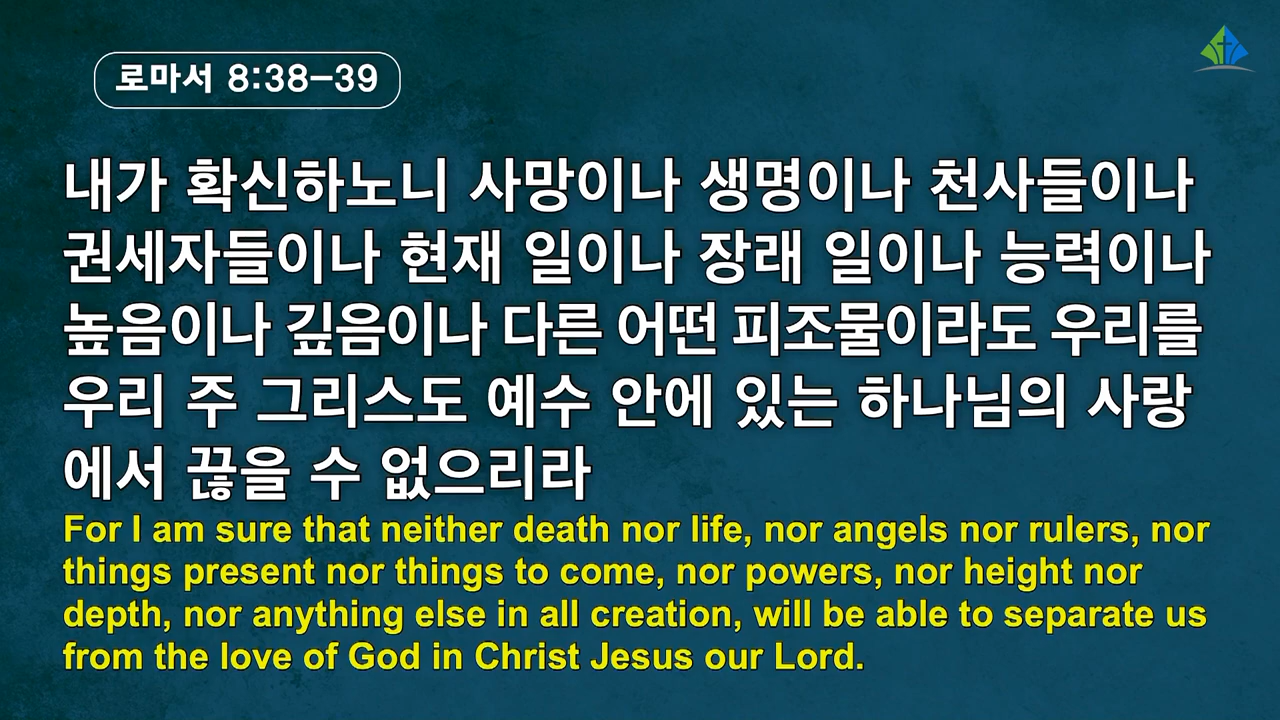 로마서 8:38-39
내가 확신하노니 사망이나 생명이나 천사들이나
권세자들이나 현재 일이나 장래 일이나 능력이나
높음이나 깊음이나 다른 어떤 피조물이라도 우리를
우리 주 그리스도 예수 안에 있는 하나님의 사랑
에서 끊을 수 없으리라
For I am sure that neither death nor life, nor angels nor rulers, nor
things present nor things to come, nor powers, nor height nor
depth, nor anything else in all creation, will be able to separate us
from the love of God in Christ Jesus our Lord.